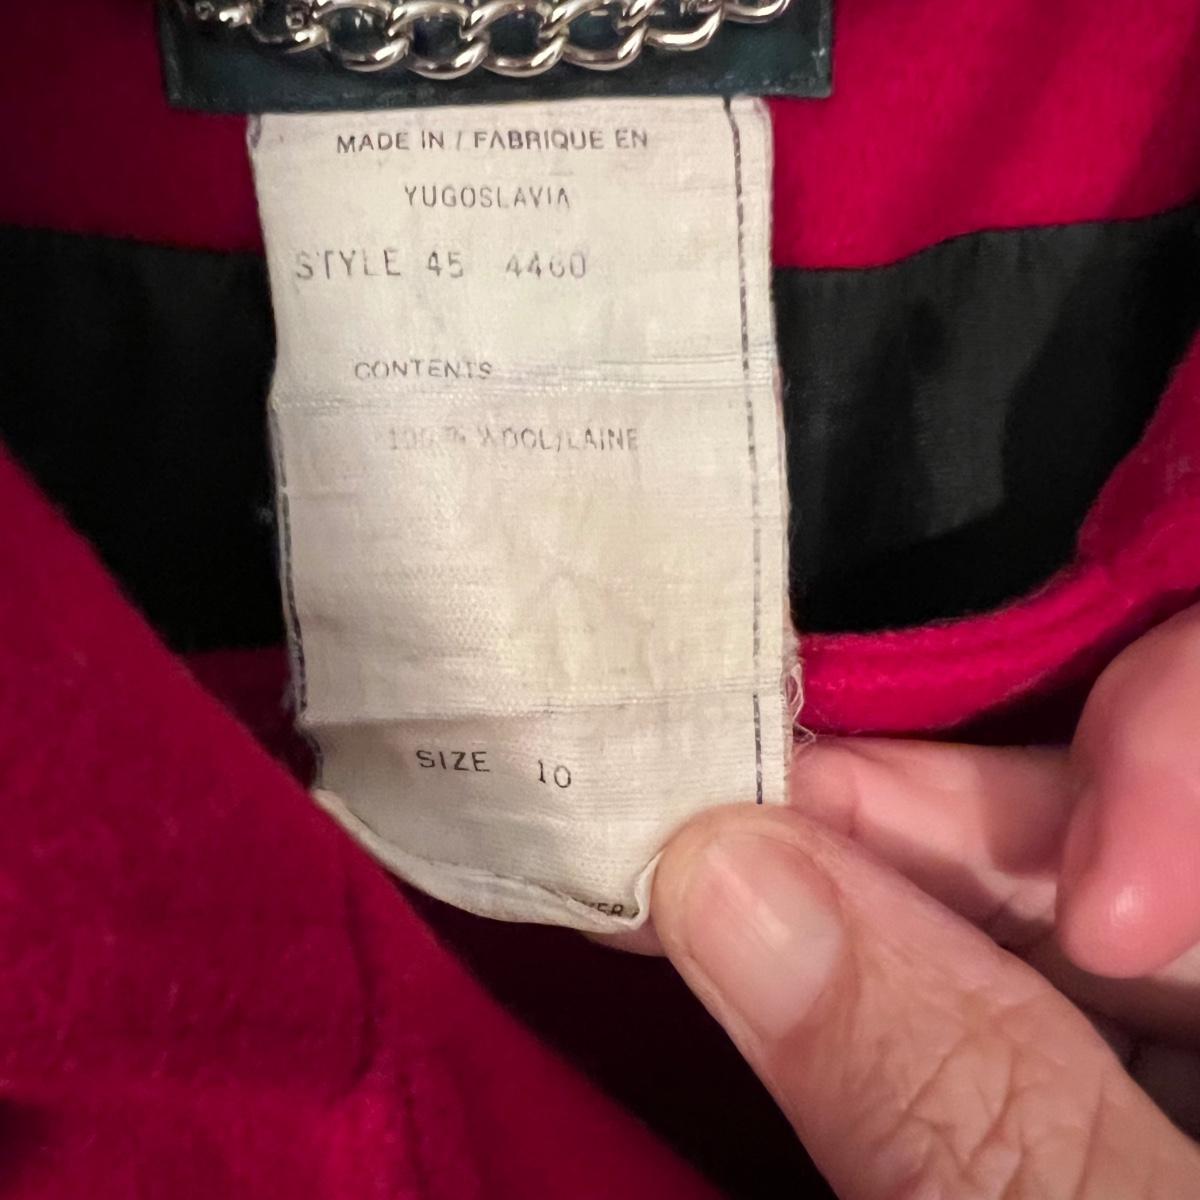 MADE IN / FABRIQUE EN
YUGOSLAVIA
STYLE 45 4460
CONTENTS
100% WOOL/LAINE
SIZE 10